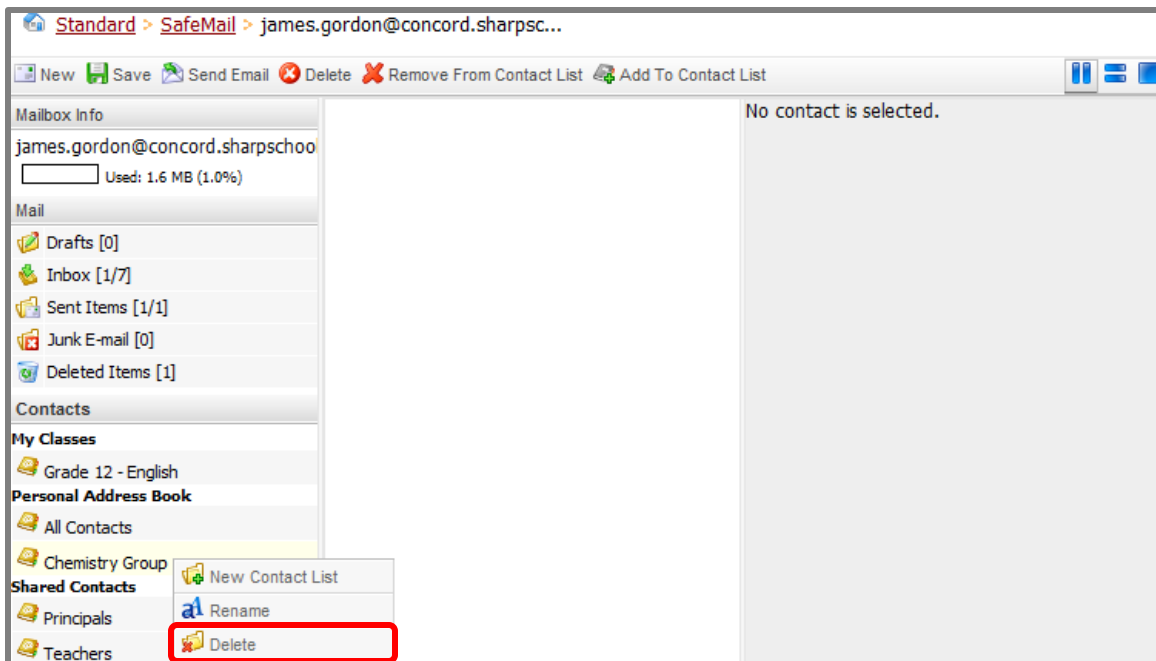 Standard > SafeMail > james.gordon@concord.sharpsc...
New Save Send Email Delete Remove From Contact List Add To Contact List
Mailbox Info
james.gordon@concord.sharpschoo
Used: 1.6 MB (1.0%)
Mail
Drafts [0]
Inbox [1/7]
Sent Items [1/1]
Junk E-mail [0]
Deleted Items [1]
Contacts
My Classes
Grade 12 - English
Personal Address Book
All Contacts
Chemistry Group
Shared Contacts
Principals
Teachers
New Contact List
Rename
Delete
No contact is selected.